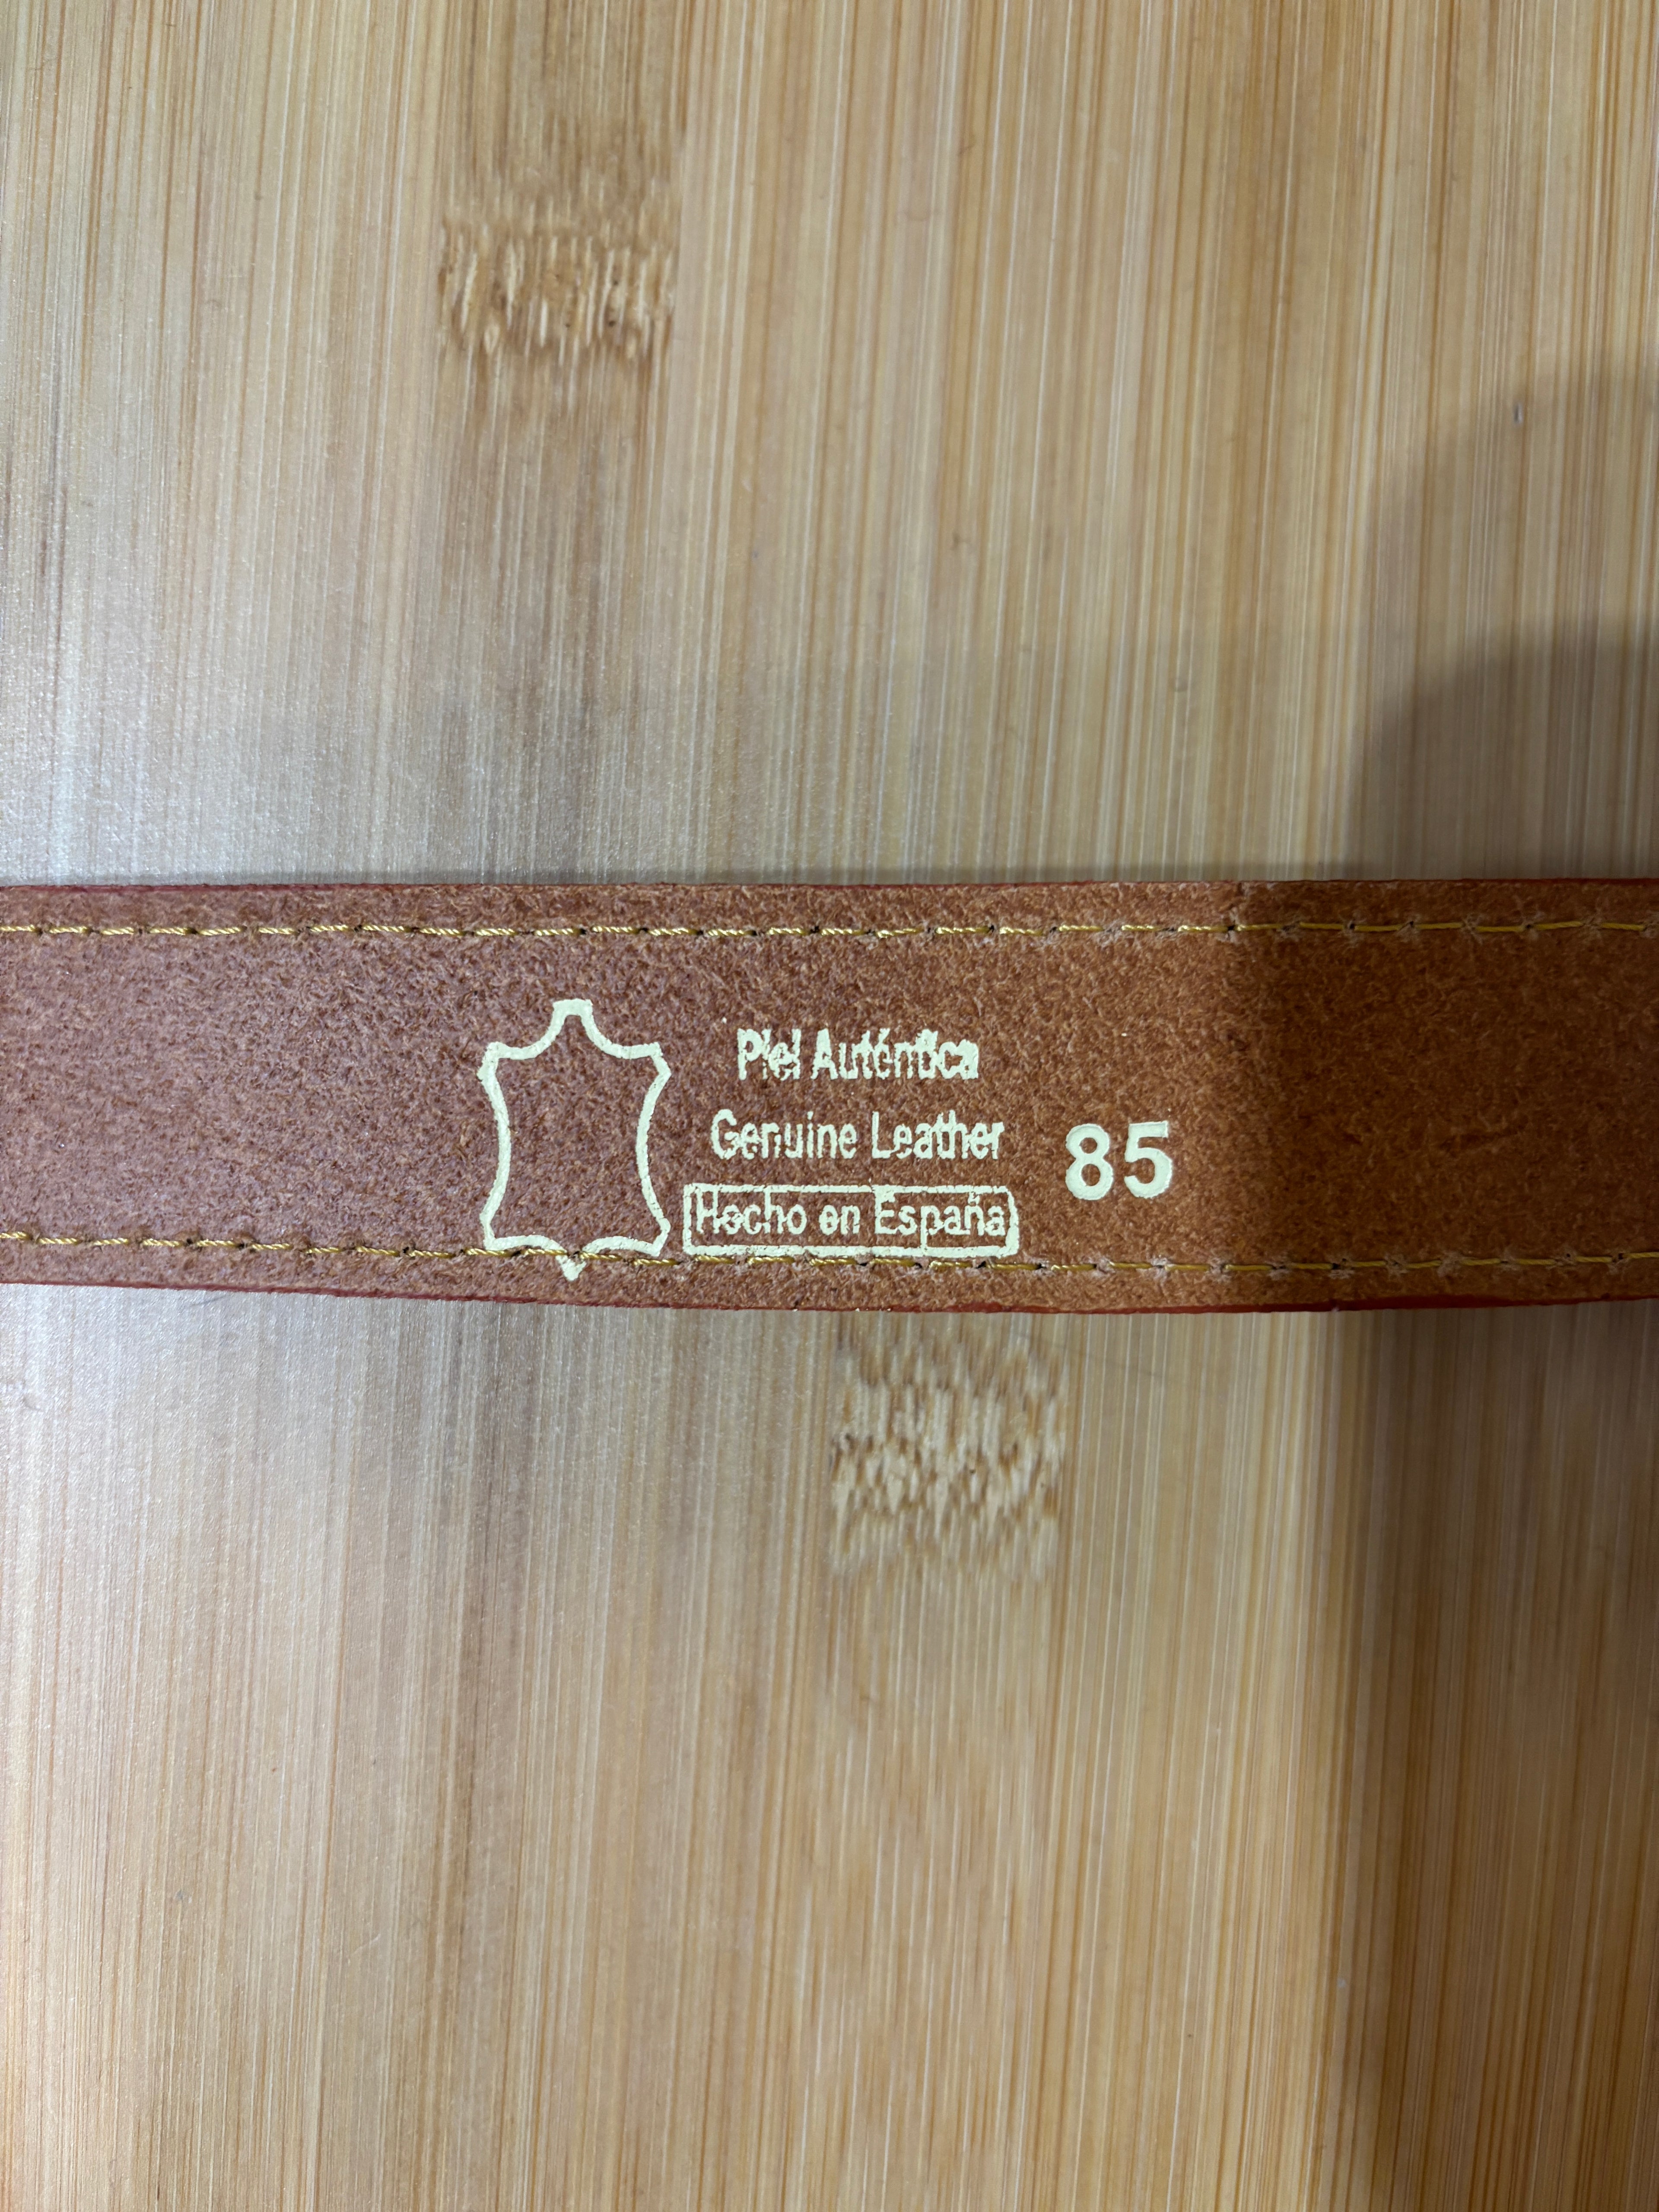 Piel Auténtica
Genuine Leather
Hecho en España
85